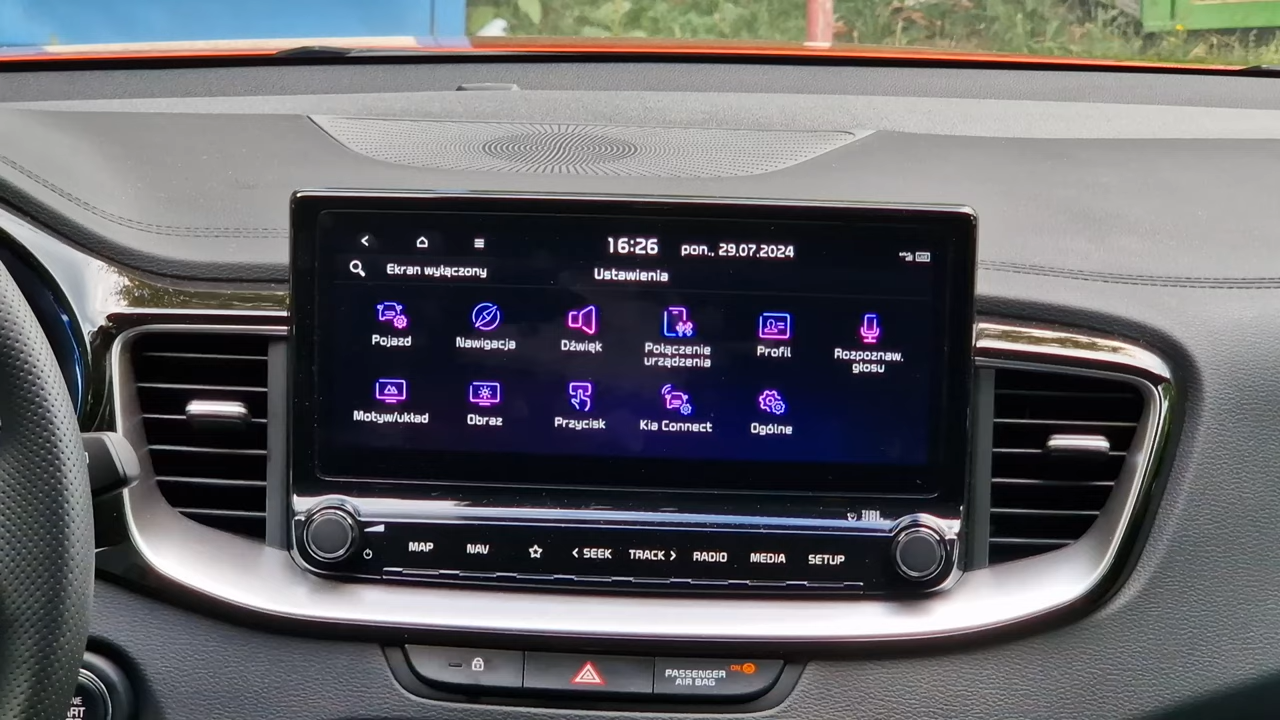 16:26 pon., 29.07.2024
Ekran wyłączony Ustawienia
Pojazd Nawigacja Dźwięk Połączenie urządzenia Profil Rozpoznaw. głosu
Motyw/układ Obraz Przycisk Kia Connect Ogólne
JBL
MAP NAV SEEK TRACK RADIO MEDIA SETUP
PASSENGER AIR BAG ON